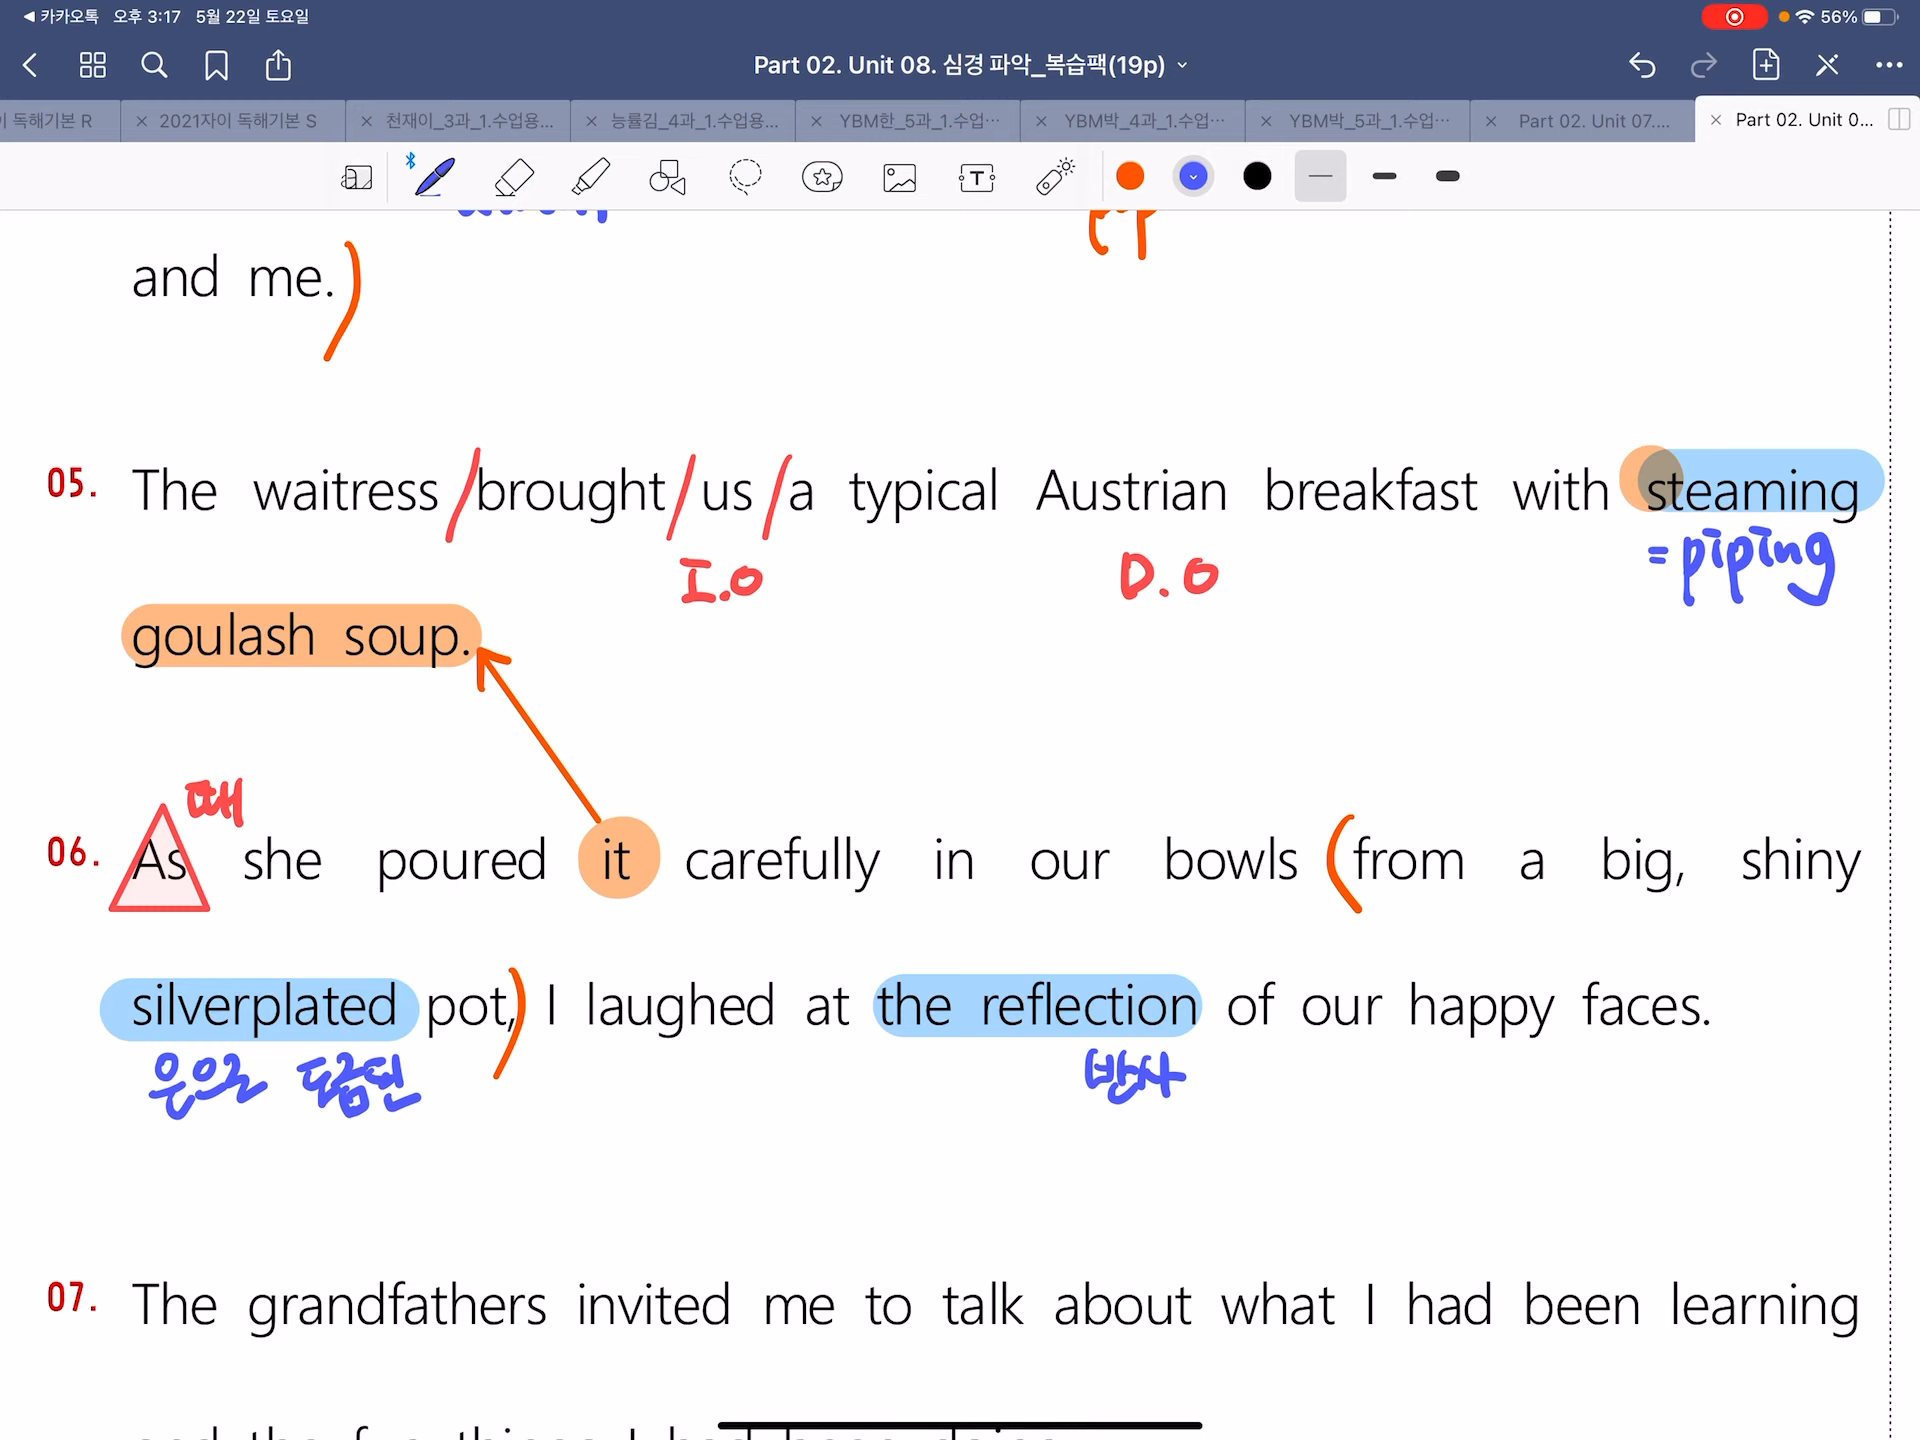 ◀ 카카오톡 오후 3:17 5월 22일 토요일 56%
Part 02. Unit 08. 심경 파악_복습팩(19p)
독해기본 R × 2021자이 독해기본 S × 천재이_3과_1.수업용... × 능률김_4과_1.수업용... × YBM한_5과_1.수업... × YBM박_4과_1.수업... × YBM박_5과_1.수업... × Part 02. Unit 07.... × Part 02. Unit 0...
and me.)
05. The waitress / brought / us / a typical Austrian breakfast with steaming
I.O D.O = piping
goulash soup.
때
06. As she poured it carefully in our bowls (from a big, shiny
silverplated pot,) I laughed at the reflection of our happy faces.
은으로 도금된 반사
07. The grandfathers invited me to talk about what I had been learning